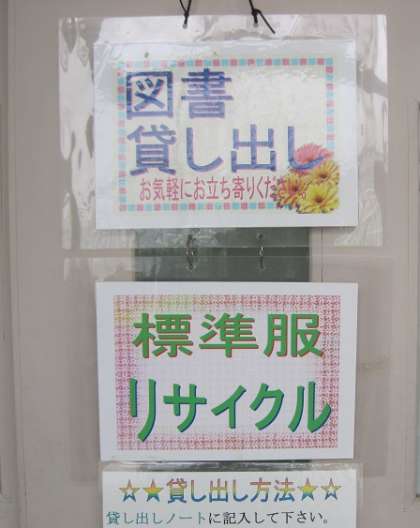 図書
貸し出し
お気軽にお立ち寄りください。
標準服
リサイクル
☆★貸し出し方法★☆
貸し出しノートに記入して下さい。